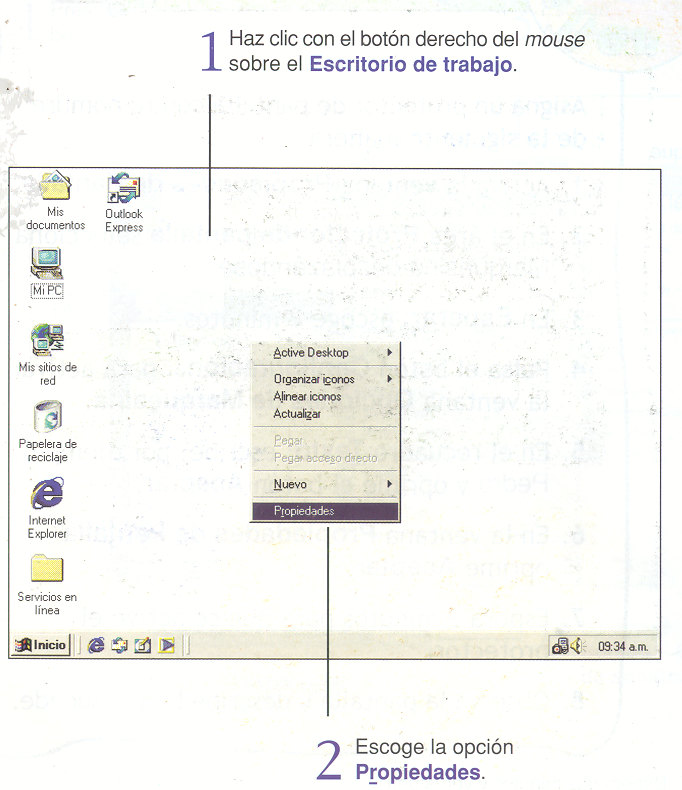 1 Haz clic con el botón derecho del mouse
sobre el Escritorio de trabajo.
Mis
documentos
Outlook
Express
Mi PC
Mis sitios de
red
Papelera de
reciclaje
Internet
Explorer
Servicios en
línea
Active Desktop
Organizar iconos
Alinear iconos
Actualizar
Pegar
Pegar acceso directo
Nuevo
Propiedades
Inicio
09:34 a.m.
2 Escoge la opción
Propiedades.